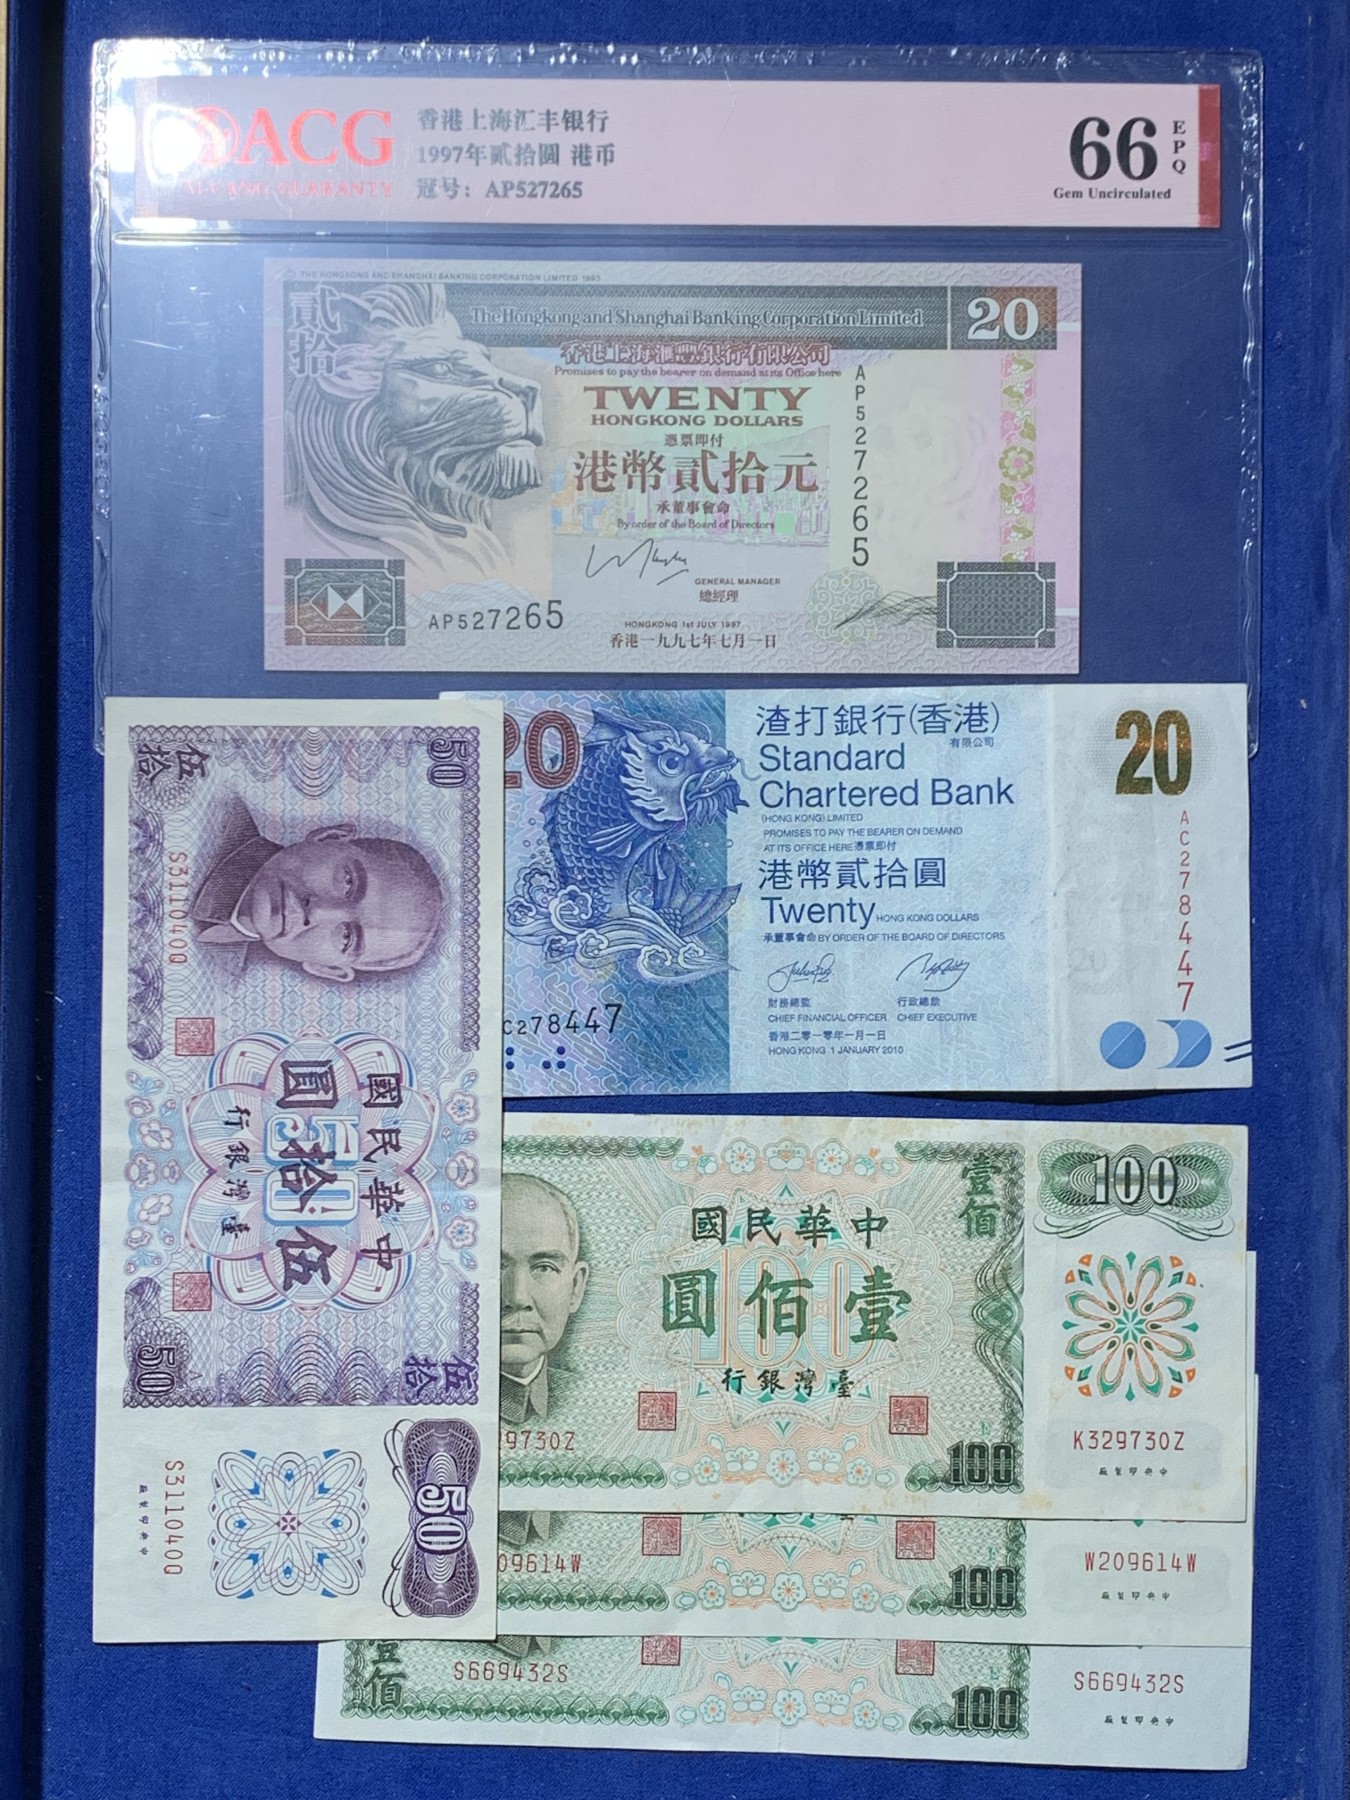 ACG
香港上海汇丰银行
1997年貳拾圆 港币
冠号：AP527265
66
EPQ
Gem Uncirculated
THE HONGKONG AND SHANGHAI BANKING CORPORATION LIMITED 1993
貳拾
The Hongkong and Shanghai Banking Corporation Limited
20
香港上海滙豐銀行有限公司
Promises to pay the bearer on demand at its Office here
TWENTY
HONGKONG DOLLARS
憑票即付
港幣貳拾元
承董事會命
By order of the Board of Directors
AP527265
GENERAL MANAGER
總經理
AP527265
HONGKONG 1st JULY 1997
香港一九九七年七月一日
20
渣打銀行(香港)
有限公司
Standard
Chartered Bank
(HONG KONG) LIMITED
PROMISES TO PAY THE BEARER ON DEMAND
AT ITS OFFICE HERE 憑票即付
港幣貳拾圓
Twenty HONG KONG DOLLARS
承董事會命 BY ORDER OF THE BOARD OF DIRECTORS
財務總監 行政總裁
CHIEF FINANCIAL OFFICER CHIEF EXECUTIVE
香港二零一零年一月一日
HONG KONG 1 JANUARY 2010
20
AC278447
C278447
50
伍拾
S311040Q
國民華中
圓拾伍
行銀灣臺
50
伍拾
50
S311040Q
廠製印央中
壹佰
100
國民華中
圓佰壹
行銀灣臺
29730Z
100
K329730Z
廠製印央中
09614W
100
W209614W
廠製印央中
壹佰
S669432S
100
S669432S
廠製印央中